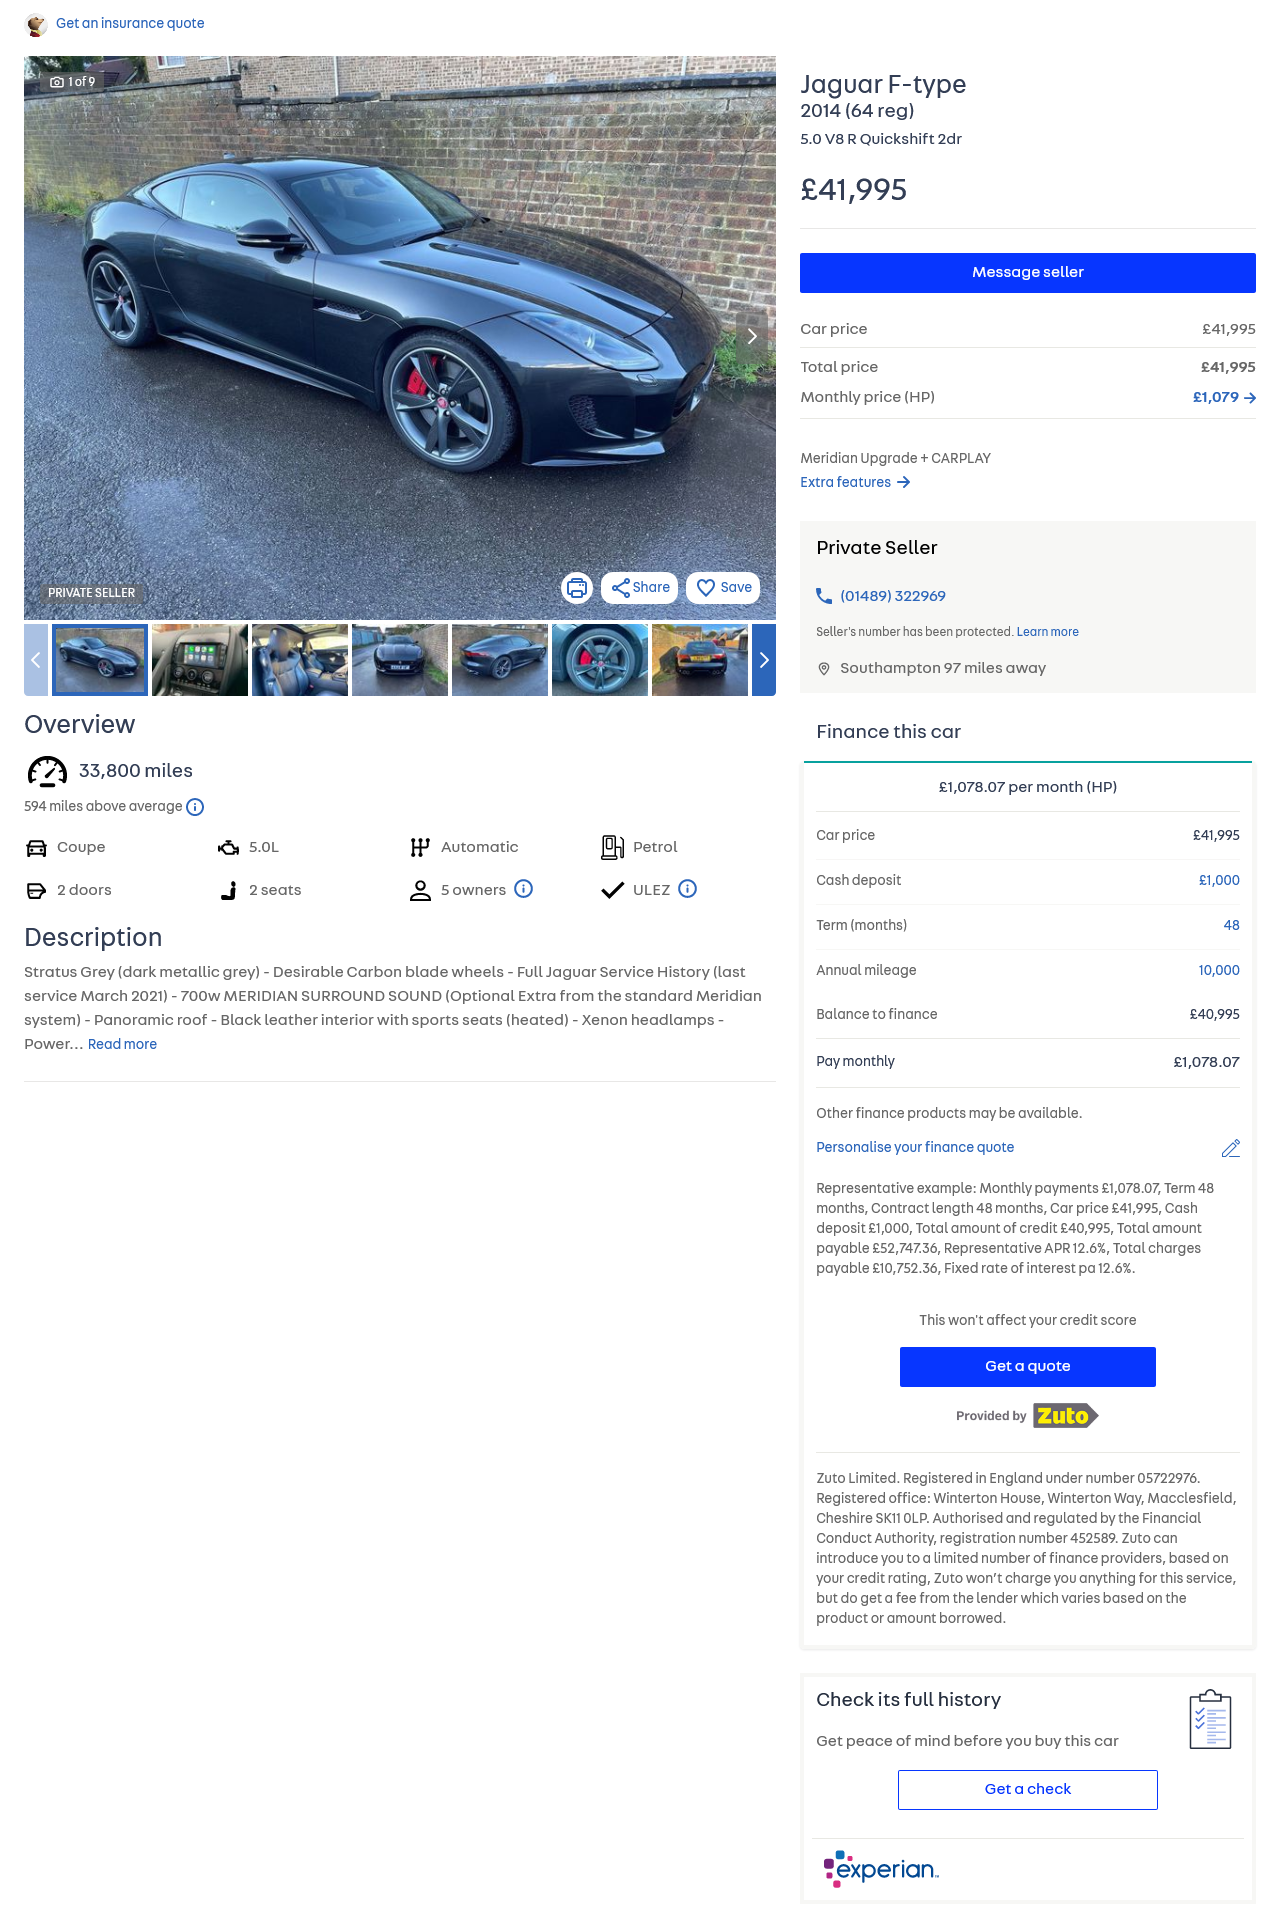 Get an insurance quote
1 of 9
PRIVATE SELLER
Share
Save
Overview
33,800 miles
594 miles above average
Coupe
5.0L
Automatic
Petrol
2 doors
2 seats
5 owners
ULEZ
Description
Stratus Grey (dark metallic grey) - Desirable Carbon blade wheels - Full Jaguar Service History (last
service March 2021) - 700w MERIDIAN SURROUND SOUND (Optional Extra from the standard Meridian
system) - Panoramic roof - Black leather interior with sports seats (heated) - Xenon headlamps -
Power... Read more
Jaguar F-type
2014 (64 reg)
5.0 V8 R Quickshift 2dr
£41,995
Message seller
Car price £41,995
Total price £41,995
Monthly price (HP) £1,079
Meridian Upgrade + CARPLAY
Extra features
Private Seller
(01489) 322969
Seller's number has been protected. Learn more
Southampton 97 miles away
Finance this car
£1,078.07 per month (HP)
Car price £41,995
Cash deposit £1,000
Term (months) 48
Annual mileage 10,000
Balance to finance £40,995
Pay monthly £1,078.07
Other finance products may be available.
Personalise your finance quote
Representative example: Monthly payments £1,078.07, Term 48
months, Contract length 48 months, Car price £41,995, Cash
deposit £1,000, Total amount of credit £40,995, Total amount
payable £52,747.36, Representative APR 12.6%, Total charges
payable £10,752.36, Fixed rate of interest pa 12.6%.
This won't affect your credit score
Get a quote
Provided by Zuto
Zuto Limited. Registered in England under number 05722976.
Registered office: Winterton House, Winterton Way, Macclesfield,
Cheshire SK11 0LP. Authorised and regulated by the Financial
Conduct Authority, registration number 452589. Zuto can
introduce you to a limited number of finance providers, based on
your credit rating, Zuto won't charge you anything for this service,
but do get a fee from the lender which varies based on the
product or amount borrowed.
Check its full history
Get peace of mind before you buy this car
Get a check
experian